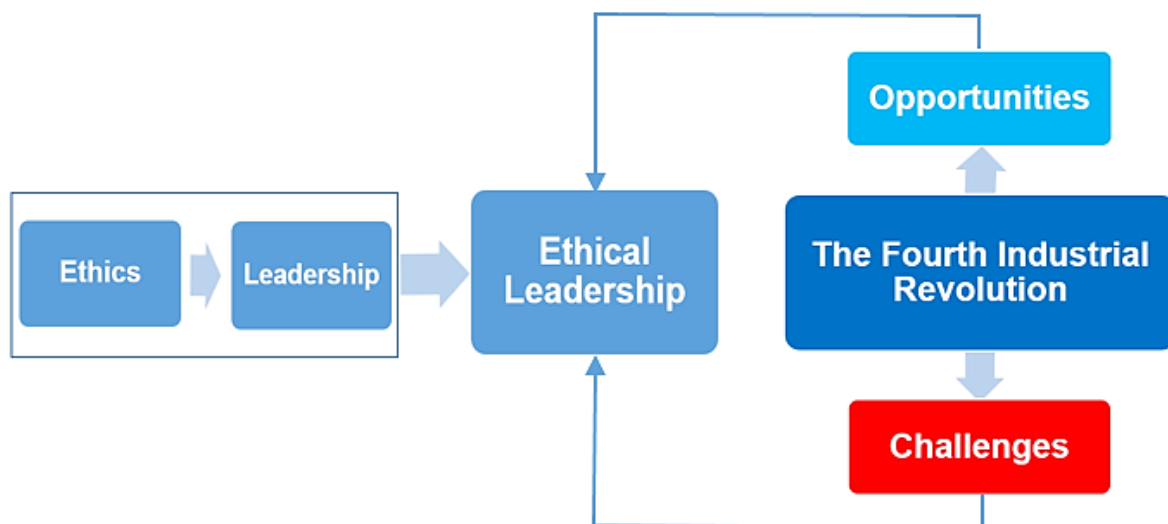 Opportunities
Ethics
Leadership
Ethical
Leadership
The Fourth Industrial
Revolution
Challenges